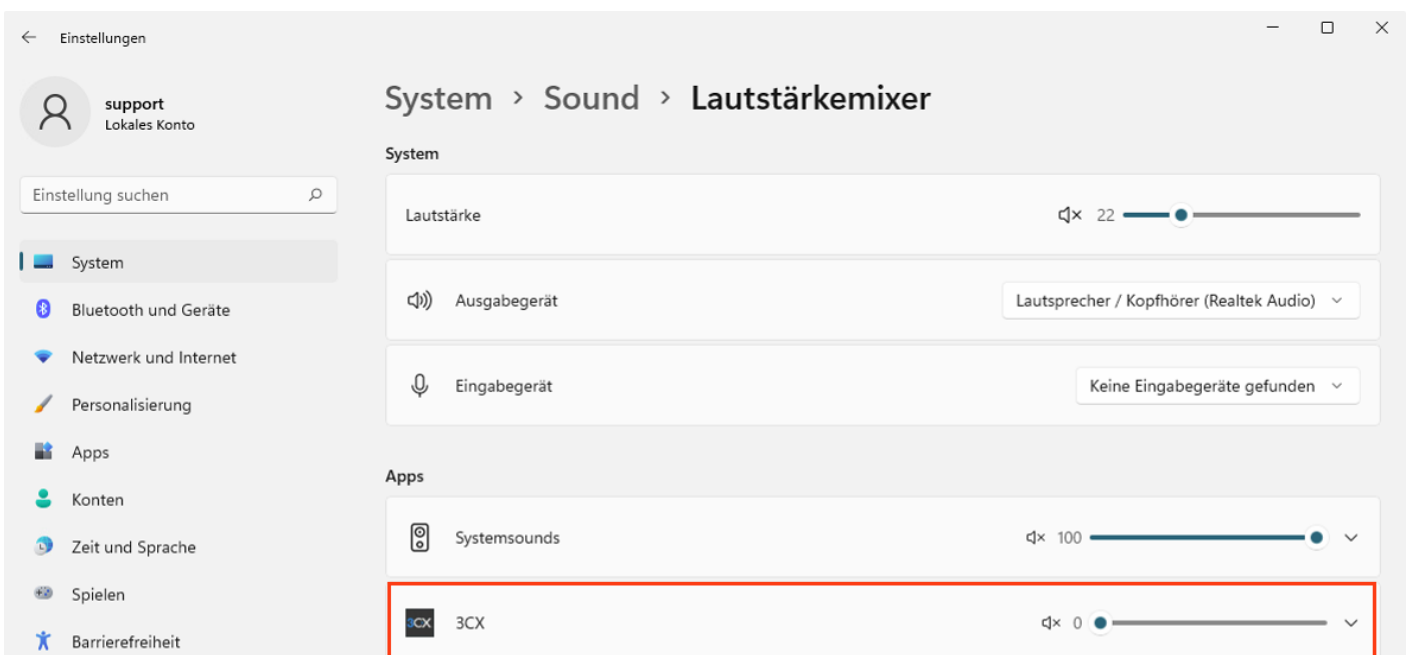 Einstellungen
support
Lokales Konto
Einstellung suchen
System
Bluetooth und Geräte
Netzwerk und Internet
Personalisierung
Apps
Konten
Zeit und Sprache
Spielen
Barrierefreiheit
System > Sound > Lautstärkemixer
System
Lautstärke 22
Ausgabegerät Lautsprecher / Kopfhörer (Realtek Audio)
Eingabegerät Keine Eingabegeräte gefunden
Apps
Systemsounds 100
3CX 3CX 0